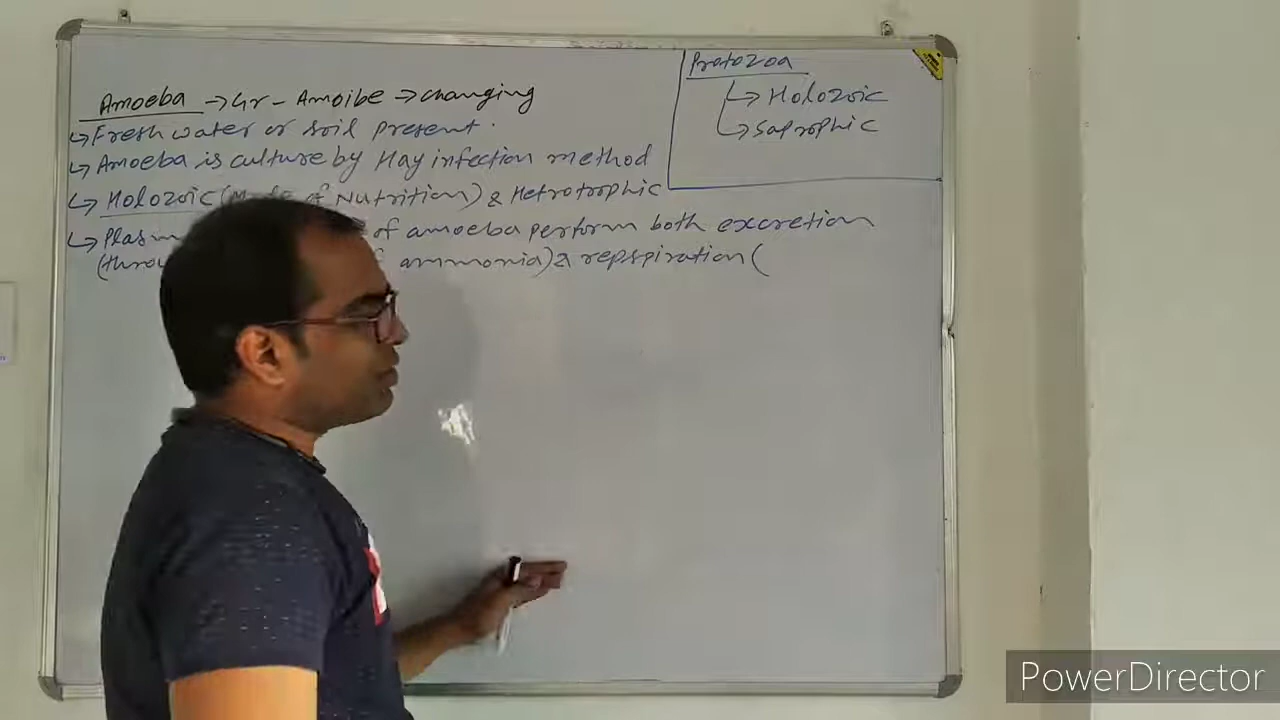 Amoeba → Gr - Amoibe → changing
↳ Fresh water or soil present.
↳ Amoeba is culture by Hay infection method
↳ Holozoic (Mode of Nutrition) & Hetrotrophic
↳ Plasm of amoeba perform both excretion
(throu ammonia) & repspiration (
Protozoa
↳ Holozoic
↳ Saprophic
PowerDirector